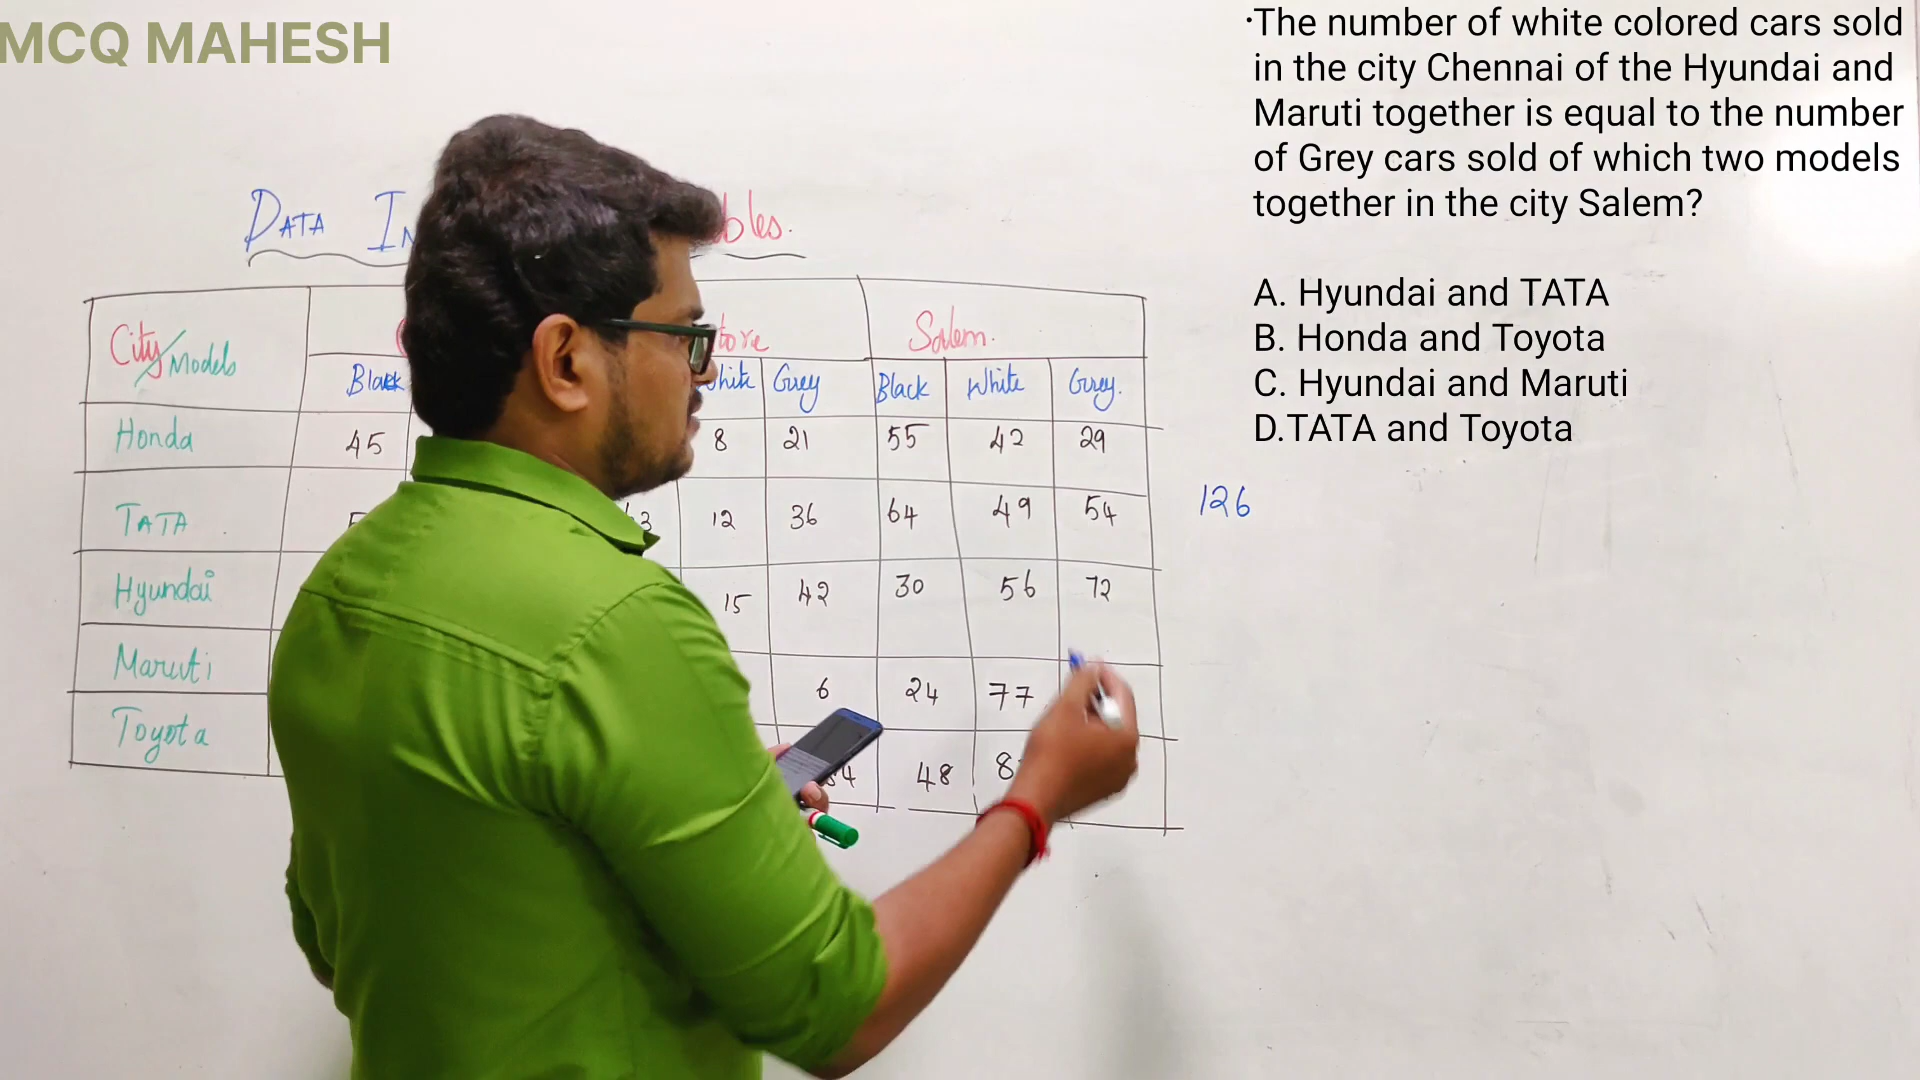 MCQ MAHESH
·The number of white colored cars sold
in the city Chennai of the Hyundai and
Maruti together is equal to the number
of Grey cars sold of which two models
together in the city Salem?
A. Hyundai and TATA
B. Honda and Toyota
C. Hyundai and Maruti
D.TATA and Toyota
DATA
City/Models Salem.
Black White Grey Black White Grey.
Honda 45 8 21 55 42 29
TATA 12 36 64 49 54
126
Hyundai 15 42 30 56 72
Maruti 6 24 77
Toyota 48